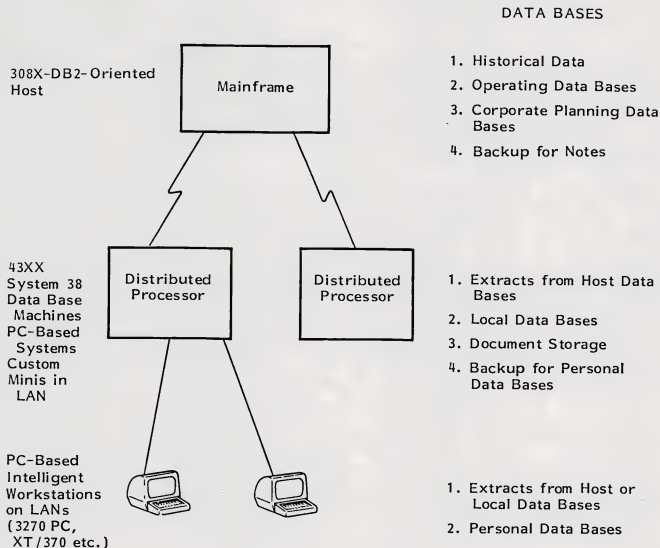 DATA BASES
308X-DB2-Oriented
Host
Mainframe
1. Historical Data
2. Operating Data Bases
3. Corporate Planning Data
Bases
4. Backup for Notes
43XX
System 38
Data Base
Machines
PC-Based
Systems
Custom
Minis in
LAN
Distributed
Processor
Distributed
Processor
1. Extracts from Host Data
Bases
2. Local Data Bases
3. Document Storage
4. Backup for Personal
Data Bases
PC-Based
Intelligent
Workstations
on LANs
(3270 PC,
XT/370 etc.)
1. Extracts from Host or
Local Data Bases
2. Personal Data Bases